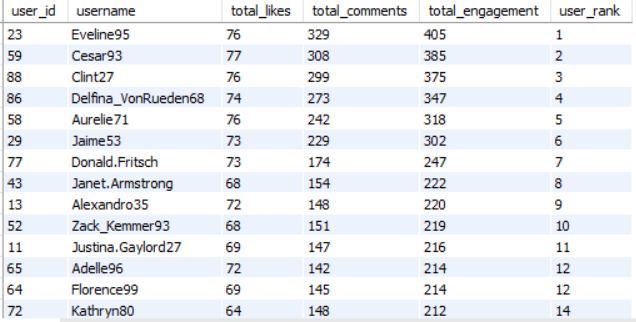 user_id username total_likes total_comments total_engagement user_rank
23 Eveline95 76 329 405 1
59 Cesar93 77 308 385 2
88 Clint27 76 299 375 3
86 Delfina_VonRueden68 74 273 347 4
58 Aurelie71 76 242 318 5
29 Jaime53 73 229 302 6
77 Donald.Fritsch 73 174 247 7
43 Janet.Armstrong 68 154 222 8
13 Alexandro35 72 148 220 9
52 Zack_Kemmer93 68 151 219 10
11 Justina.Gaylord27 69 147 216 11
65 Adelle96 72 142 214 12
64 Florence99 69 145 214 12
72 Kathryn80 64 148 212 14